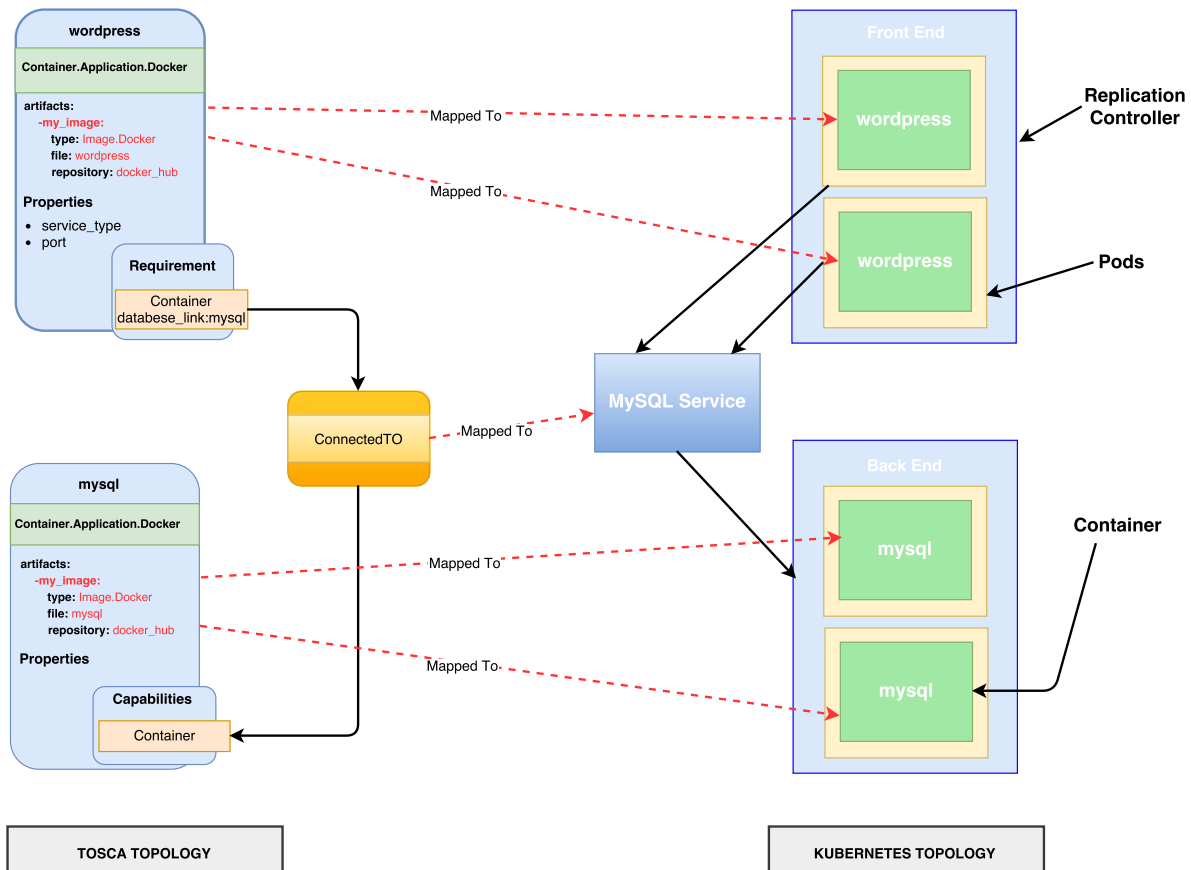 wordpress
Container.Application.Docker
artifacts:
-my_image:
type: Image.Docker
file: wordpress
repository: docker_hub
Properties
• service_type
• port
Requirement
Container
databese_link:mysql
ConnectedTO
mysql
Container.Application.Docker
artifacts:
-my_image:
type: Image.Docker
file: mysql
repository: docker_hub
Properties
Capabilities
Container
TOSCA TOPOLOGY
Mapped To
Mapped To
Mapped To
Mapped To
Mapped To
MySQL Service
Front End
wordpress
wordpress
Replication
Controller
Pods
Back End
mysql
mysql
Container
KUBERNETES TOPOLOGY